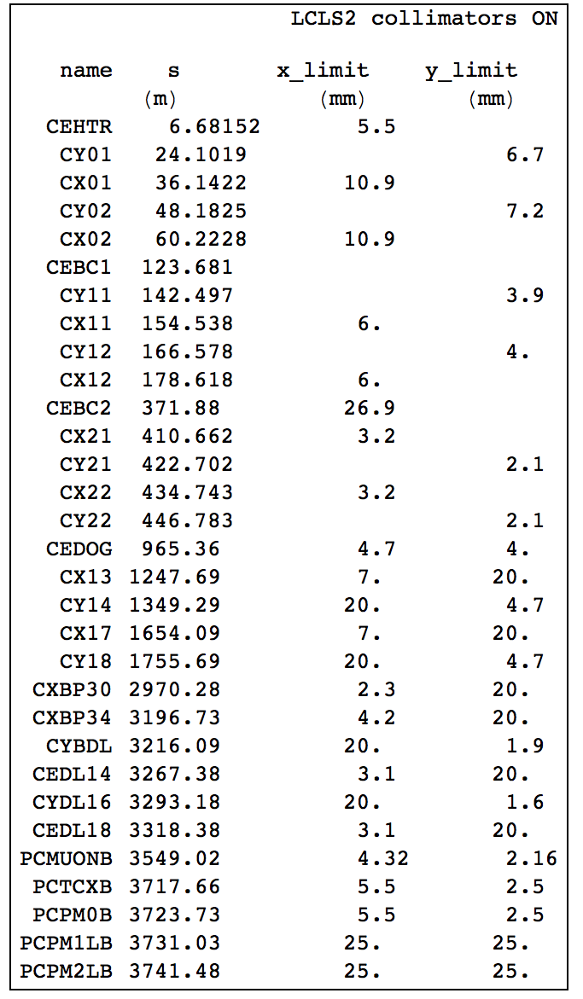 LCLS2 collimators ON
name s x_limit y_limit
(m) (mm) (mm)
CEHTR 6.68152 5.5
CY01 24.1019 6.7
CX01 36.1422 10.9
CY02 48.1825 7.2
CX02 60.2228 10.9
CEBC1 123.681
CY11 142.497 3.9
CX11 154.538 6.
CY12 166.578 4.
CX12 178.618 6.
CEBC2 371.88 26.9
CX21 410.662 3.2
CY21 422.702 2.1
CX22 434.743 3.2
CY22 446.783 2.1
CEDOG 965.36 4.7 4.
CX13 1247.69 7. 20.
CY14 1349.29 20. 4.7
CX17 1654.09 7. 20.
CY18 1755.69 20. 4.7
CXBP30 2970.28 2.3 20.
CXBP34 3196.73 4.2 20.
CYBDL 3216.09 20. 1.9
CEDL14 3267.38 3.1 20.
CYDL16 3293.18 20. 1.6
CEDL18 3318.38 3.1 20.
PCMUONB 3549.02 4.32 2.16
PCTCXB 3717.66 5.5 2.5
PCPM0B 3723.73 5.5 2.5
PCPM1LB 3731.03 25. 25.
PCPM2LB 3741.48 25. 25.